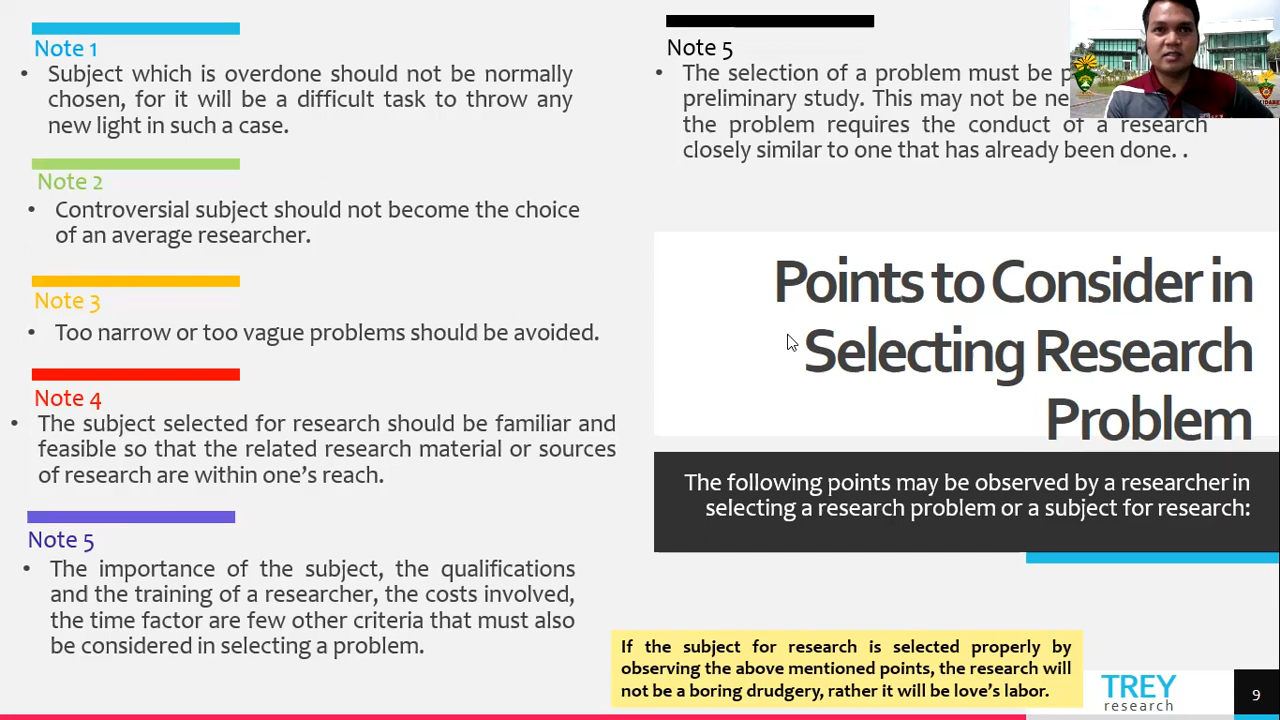 Note 1
• Subject which is overdone should not be normally
chosen, for it will be a difficult task to throw any
new light in such a case.
Note 2
• Controversial subject should not become the choice
of an average researcher.
Note 3
• Too narrow or too vague problems should be avoided.
Note 4
• The subject selected for research should be familiar and
feasible so that the related research material or sources
of research are within one's reach.
Note 5
• The importance of the subject, the qualifications
and the training of a researcher, the costs involved,
the time factor are few other criteria that must also
be considered in selecting a problem.
Note 5
• The selection of a problem must be
preliminary study. This may not be
the problem requires the conduct of a research
closely similar to one that has already been done. .
Points to Consider in
Selecting Research
Problem
The following points may be observed by a researcher in
selecting a research problem or a subject for research:
If the subject for research is selected properly by
observing the above mentioned points, the research will
not be a boring drudgery, rather it will be love's labor.
TREY
research
9